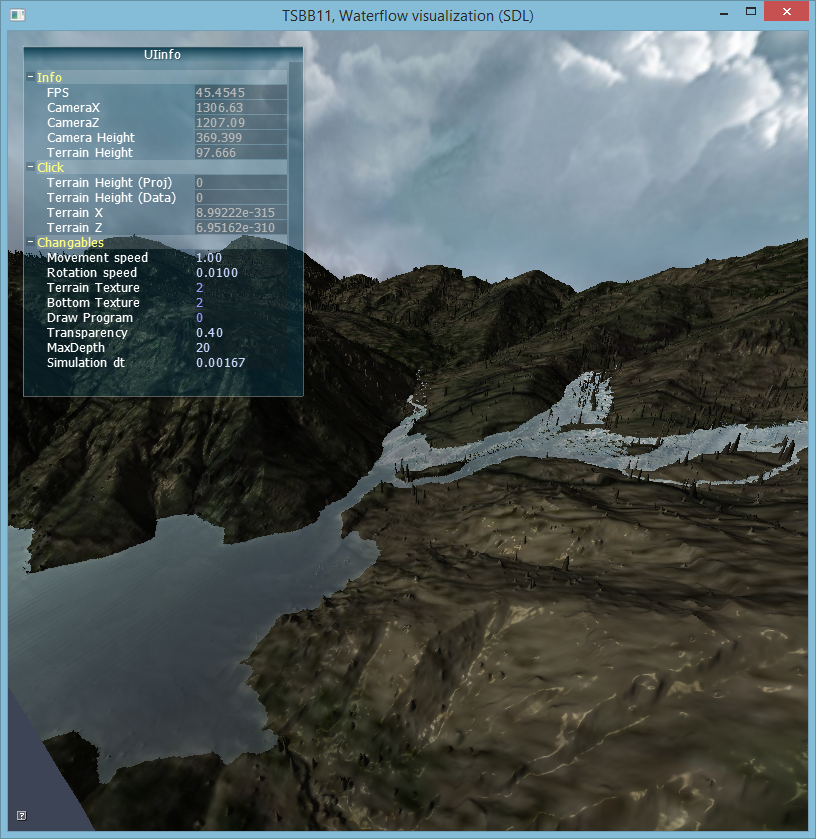 TSBB11, Waterflow visualization (SDL)
UIinfo
Info
FPS 45.4545
CameraX 1306.63
CameraZ 1207.09
Camera Height 369.399
Terrain Height 97.666
Click
Terrain Height (Proj) 0
Terrain Height (Data) 0
Terrain X 8.99222e-315
Terrain Z 6.95162e-310
Changables
Movement speed 1.00
Rotation speed 0.0100
Terrain Texture 2
Bottom Texture 2
Draw Program 0
Transparency 0.40
MaxDepth 20
Simulation dt 0.00167
?